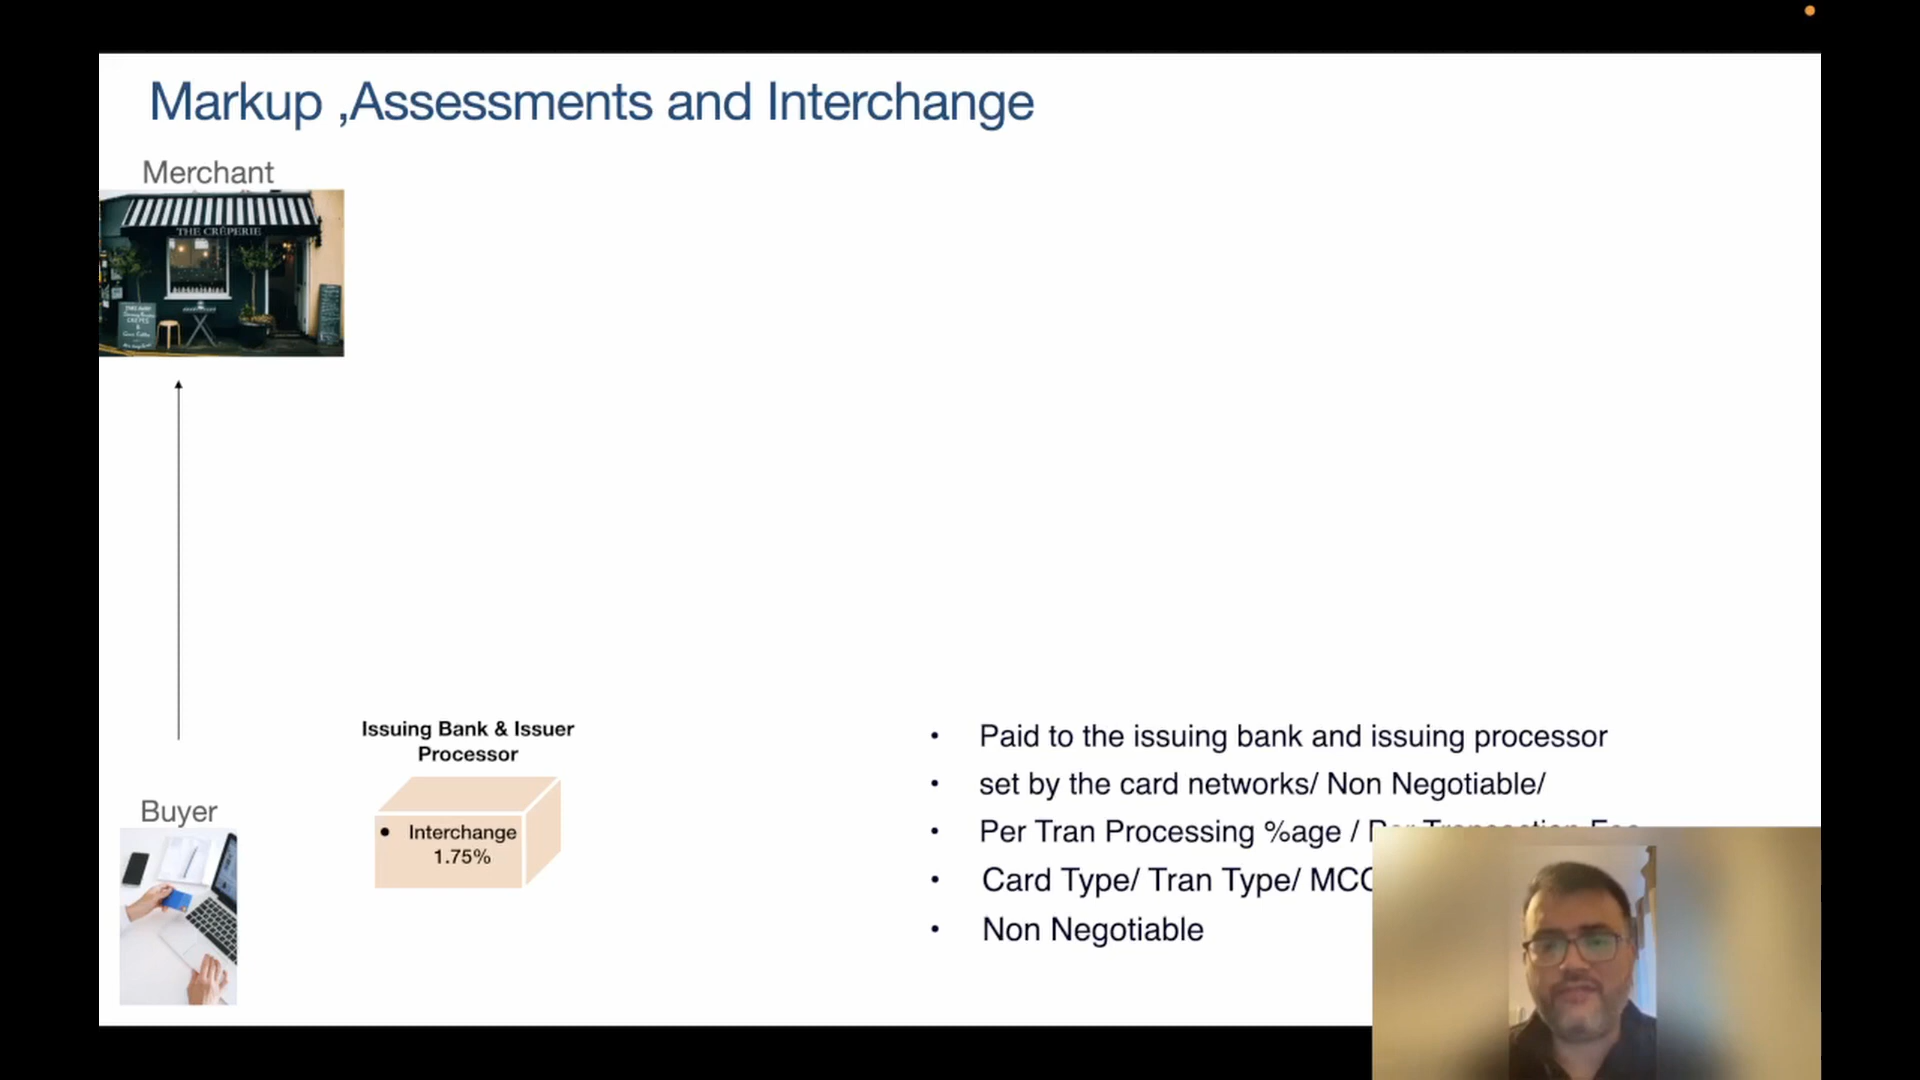 Markup ,Assessments and Interchange
Merchant
THE CRÊPERIE
Issuing Bank & Issuer
Processor
• Interchange
1.75%
Buyer
• Paid to the issuing bank and issuing processor
• set by the card networks/ Non Negotiable/
• Per Tran Processing %age /
• Card Type/ Tran Type/ MCC
• Non Negotiable